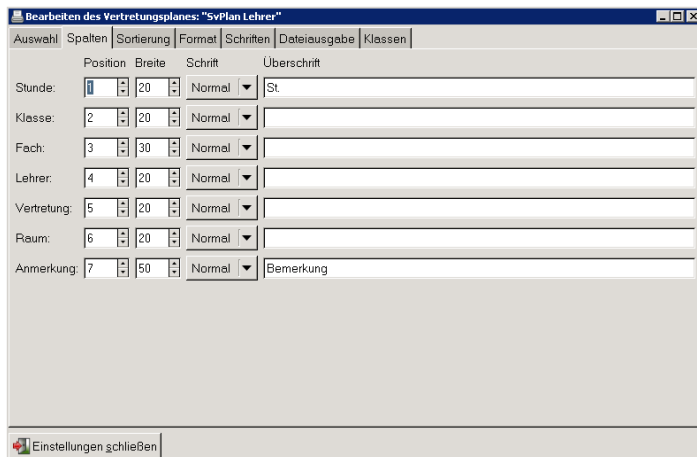 Bearbeiten des Vertretungsplanes: "SvPlan Lehrer"
Auswahl Spalten Sortierung Format Schriften Dateiausgabe Klassen
Position Breite Schrift Überschrift
Stunde: 1 20 Normal St.
Klasse: 2 20 Normal
Fach: 3 30 Normal
Lehrer: 4 20 Normal
Vertretung: 5 20 Normal
Raum: 6 20 Normal
Anmerkung: 7 50 Normal Bemerkung
Einstellungen schließen